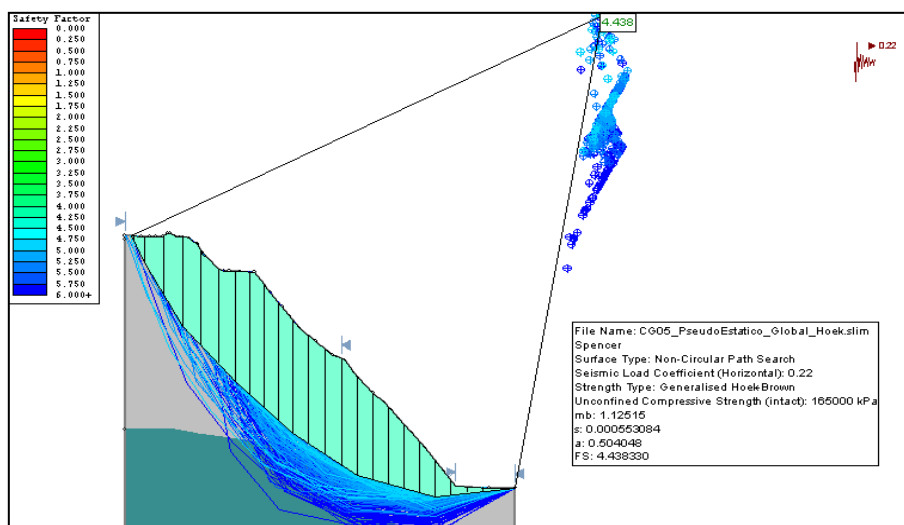 Safety Factor
0.000
0.250
0.500
0.750
1.000
1.250
1.500
1.750
2.000
2.250
2.500
2.750
3.000
3.250
3.500
3.750
4.000
4.250
4.500
4.750
5.000
5.250
5.500
5.750
6.000+
4.438
0.22
File Name: CG05_PseudoEstatico_Global_Hoek.slim
Spencer
Surface Type: Non-Circular Path Search
Seismic Load Coefficient (Horizontal): 0.22
Strength Type: Generalised HoekBrown
Unconfined Compressive Strength (intact): 165000 kPa
mb: 1.12515
s: 0.000553084
a: 0.504048
FS: 4.438330